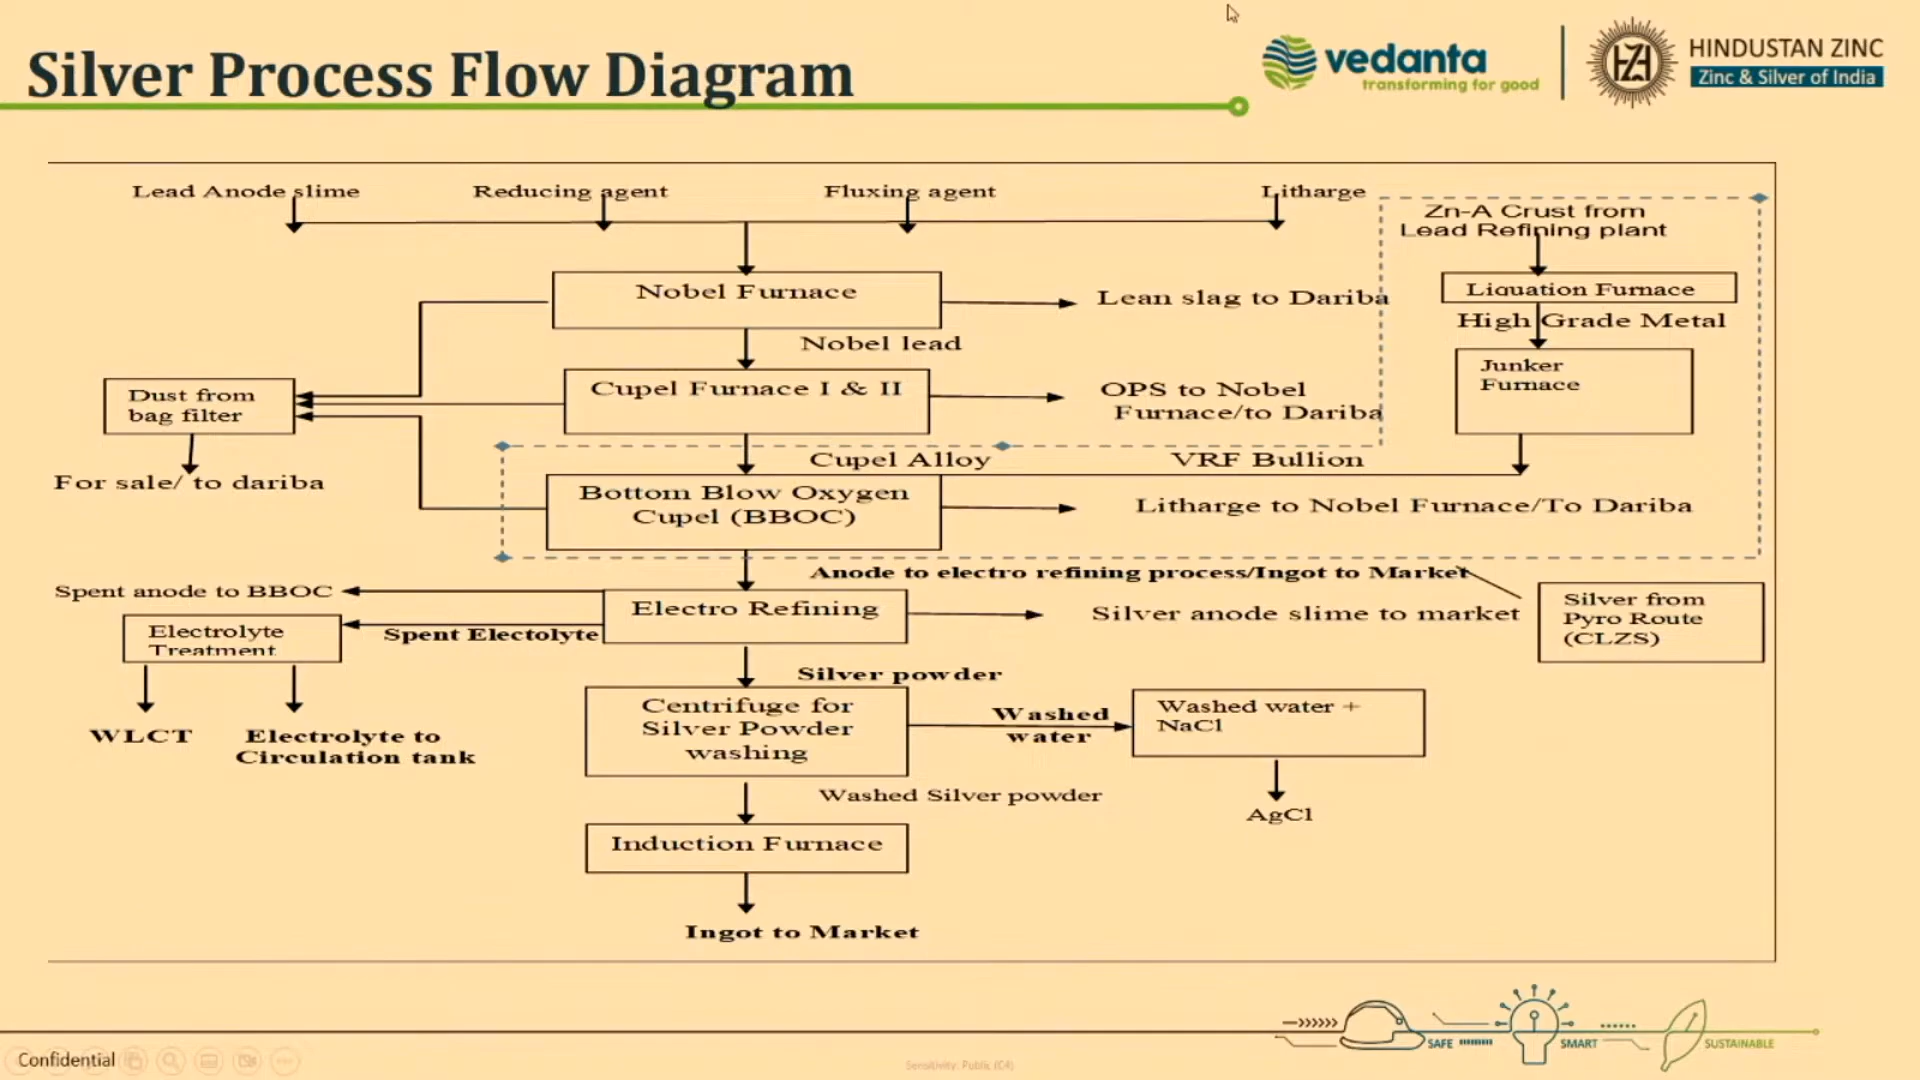 Silver Process Flow Diagram
vedanta
transforming for good
HINDUSTAN ZINC
Zinc & Silver of India
Lead Anode slime
Reducing agent
Fluxing agent
Litharge
Zn-A Crust from
Lead Refining plant
Nobel Furnace
Lean slag to Dariba
Liquation Furnace
Nobel lead
High Grade Metal
Cupel Furnace I & II
OPS to Nobel
Furnace/to Dariba
Junker
Furnace
Dust from
bag filter
For sale/ to dariba
Cupel Alloy
VRF Bullion
Bottom Blow Oxygen
Cupel (BBOC)
Litharge to Nobel Furnace/To Dariba
Anode to electro refining process/Ingot to Market
Spent anode to BBOC
Electro Refining
Silver anode slime to market
Silver from
Pyro Route
(CLZS)
Electrolyte
Treatment
Spent Electolyte
Silver powder
WLCT
Electrolyte to
Circulation tank
Centrifuge for
Silver Powder
washing
Washed
water
Washed water +
NaCl
Washed Silver powder
AgCl
Induction Furnace
Ingot to Market
Confidential
Sensitivity: Public (C4)
SAFE
SMART
SUSTAINABLE